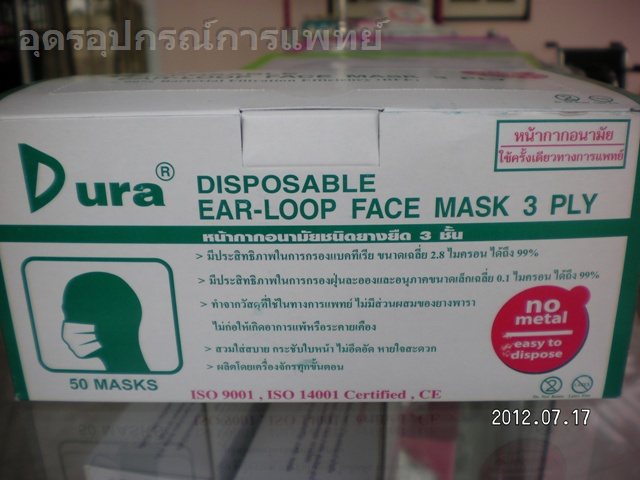 อุดรอุปกรณ์การแพทย์
EAR-LOOP FACE MASK 3 PLY
หน้ากากอนามัย
ใช้ครั้งเดียวทางการแพทย์
Dura®
DISPOSABLE
EAR-LOOP FACE MASK 3 PLY
หน้ากากอนามัยชนิดยางยืด 3 ชั้น
> มีประสิทธิภาพในการกรองแบคทีเรีย ขนาดเฉลี่ย 2.8 ไมครอน ได้ถึง 99%
> มีประสิทธิภาพในการกรองฝุ่นละอองและอนุภาคขนาดเล็กเฉลี่ย 0.1 ไมครอน ได้ถึง 99%
> ทำจากวัสดุที่ใช้ในทางการแพทย์ ไม่มีส่วนผสมของยางพารา
ไม่ก่อให้เกิดอาการแพ้หรือระคายเคือง
> สวมใส่สบาย กระชับใบหน้า ไม่อึดอัด หายใจสะดวก
> ผลิตโดยเครื่องจักรทุกขั้นตอน
no
metal
easy to
dispose
50 MASKS
ISO 9001 , ISO 14001 Certified , CE
2012.07.17